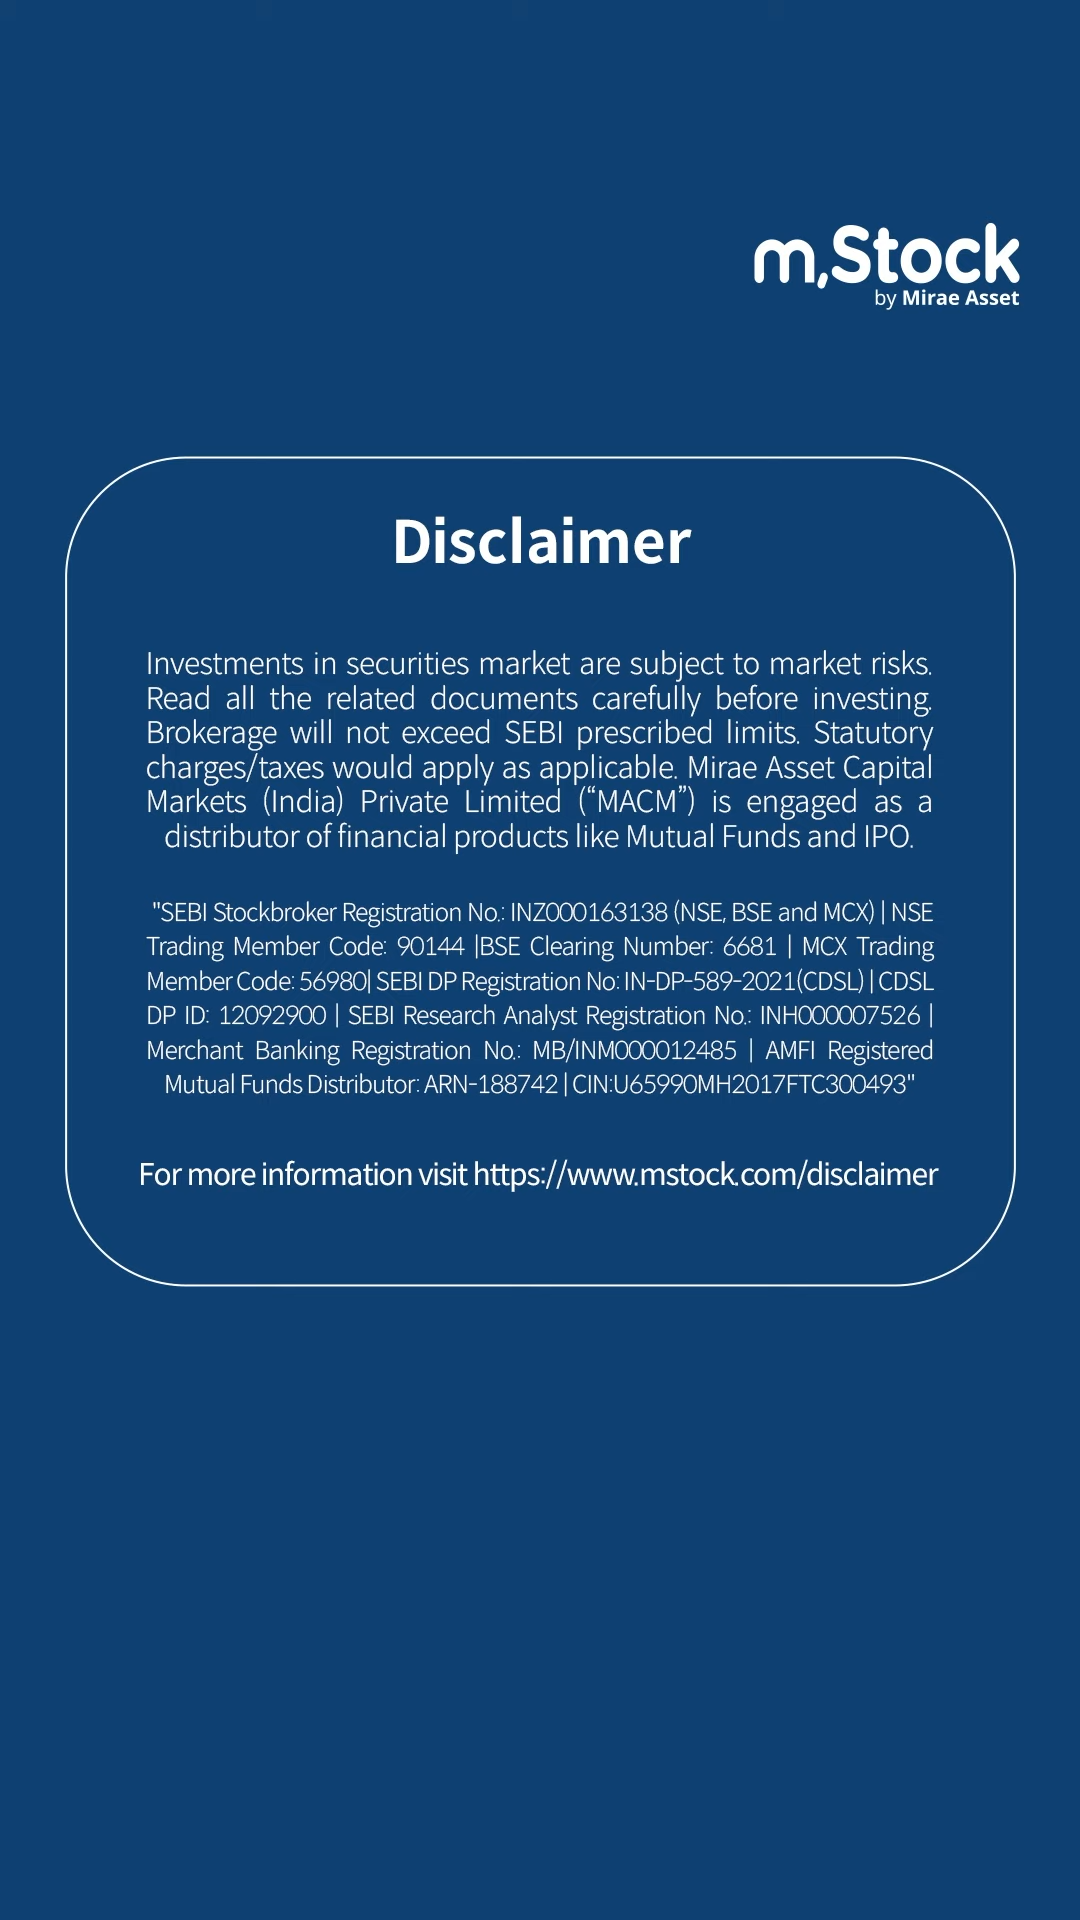 m.Stock
by Mirae Asset
Disclaimer
Investments in securities market are subject to market risks.
Read all the related documents carefully before investing.
Brokerage will not exceed SEBI prescribed limits. Statutory
charges/taxes would apply as applicable. Mirae Asset Capital
Markets (India) Private Limited (“MACM”) is engaged as a
distributor of financial products like Mutual Funds and IPO.
"SEBI Stockbroker Registration No.: INZ000163138 (NSE, BSE and MCX) | NSE
Trading Member Code: 90144 |BSE Clearing Number: 6681 | MCX Trading
Member Code: 56980| SEBI DP Registration No: IN-DP-589-2021(CDSL) | CDSL
DP ID: 12092900 | SEBI Research Analyst Registration No.: INH000007526 |
Merchant Banking Registration No.: MB/INM000012485 | AMFI Registered
Mutual Funds Distributor: ARN-188742 | CIN:U65990MH2017FTC300493"
For more information visit https://www.mstock.com/disclaimer